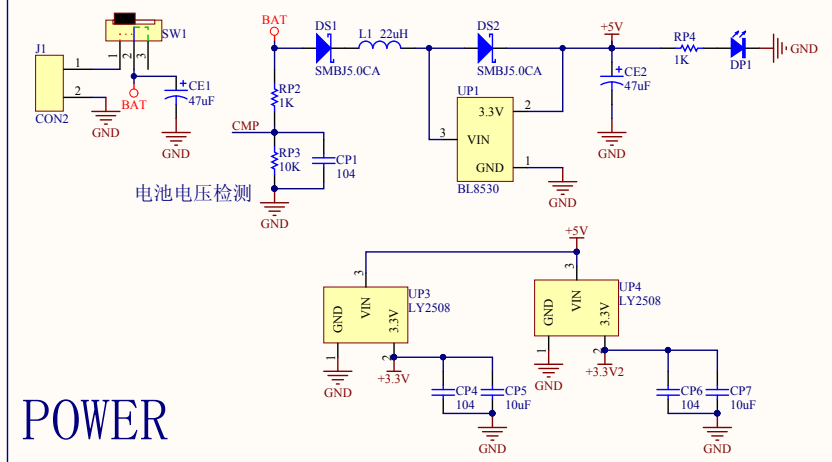 SW1
J1
1
2
3
1
2
BAT
CE1
47uF
CON2
GND
GND
BAT
DS1
SMBJ5.0CA
L1 22uH
DS2
SMBJ5.0CA
+5V
RP4
1K
DP1
GND
RP2
1K
CMP
RP3
10K
CP1
104
电池电压检测
GND
UP1
3.3V
2
3
VIN
GND
1
BL8530
GND
CE2
47uF
GND
+5V
3
3
UP3
LY2508
GND
VIN
3.3V
1
2
GND
+3.3V
CP4
104
CP5
10uF
GND
UP4
LY2508
GND
VIN
3.3V
1
2
GND
+3.3V2
CP6
104
CP7
10uF
GND
POWER